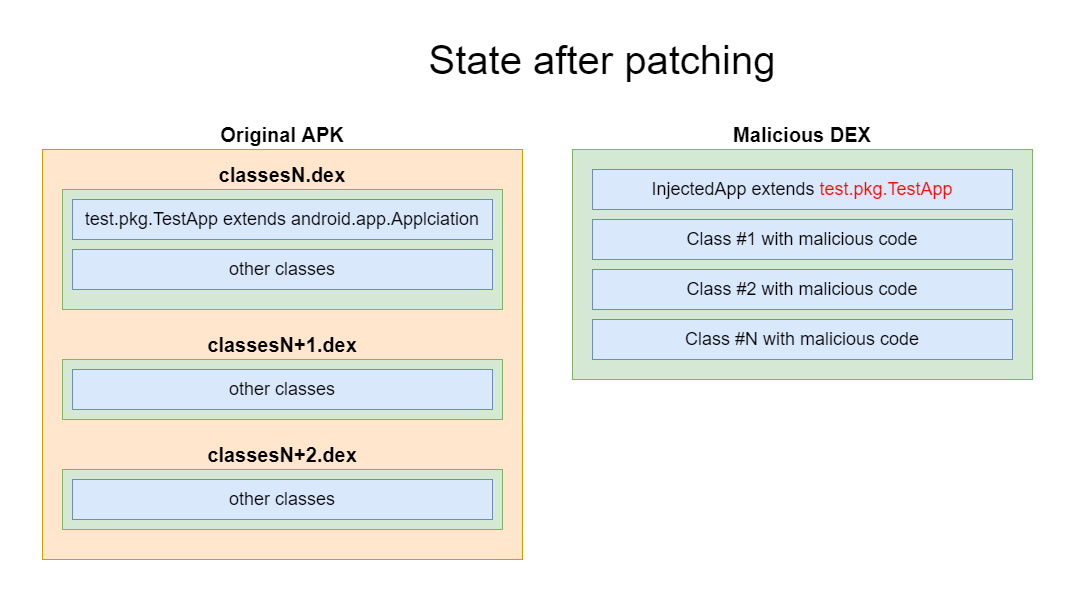 State after patching
Original APK
classesN.dex
test.pkg.TestApp extends android.app.Applciation
other classes
classesN+1.dex
other classes
classesN+2.dex
other classes
Malicious DEX
InjectedApp extends test.pkg.TestApp
Class #1 with malicious code
Class #2 with malicious code
Class #N with malicious code